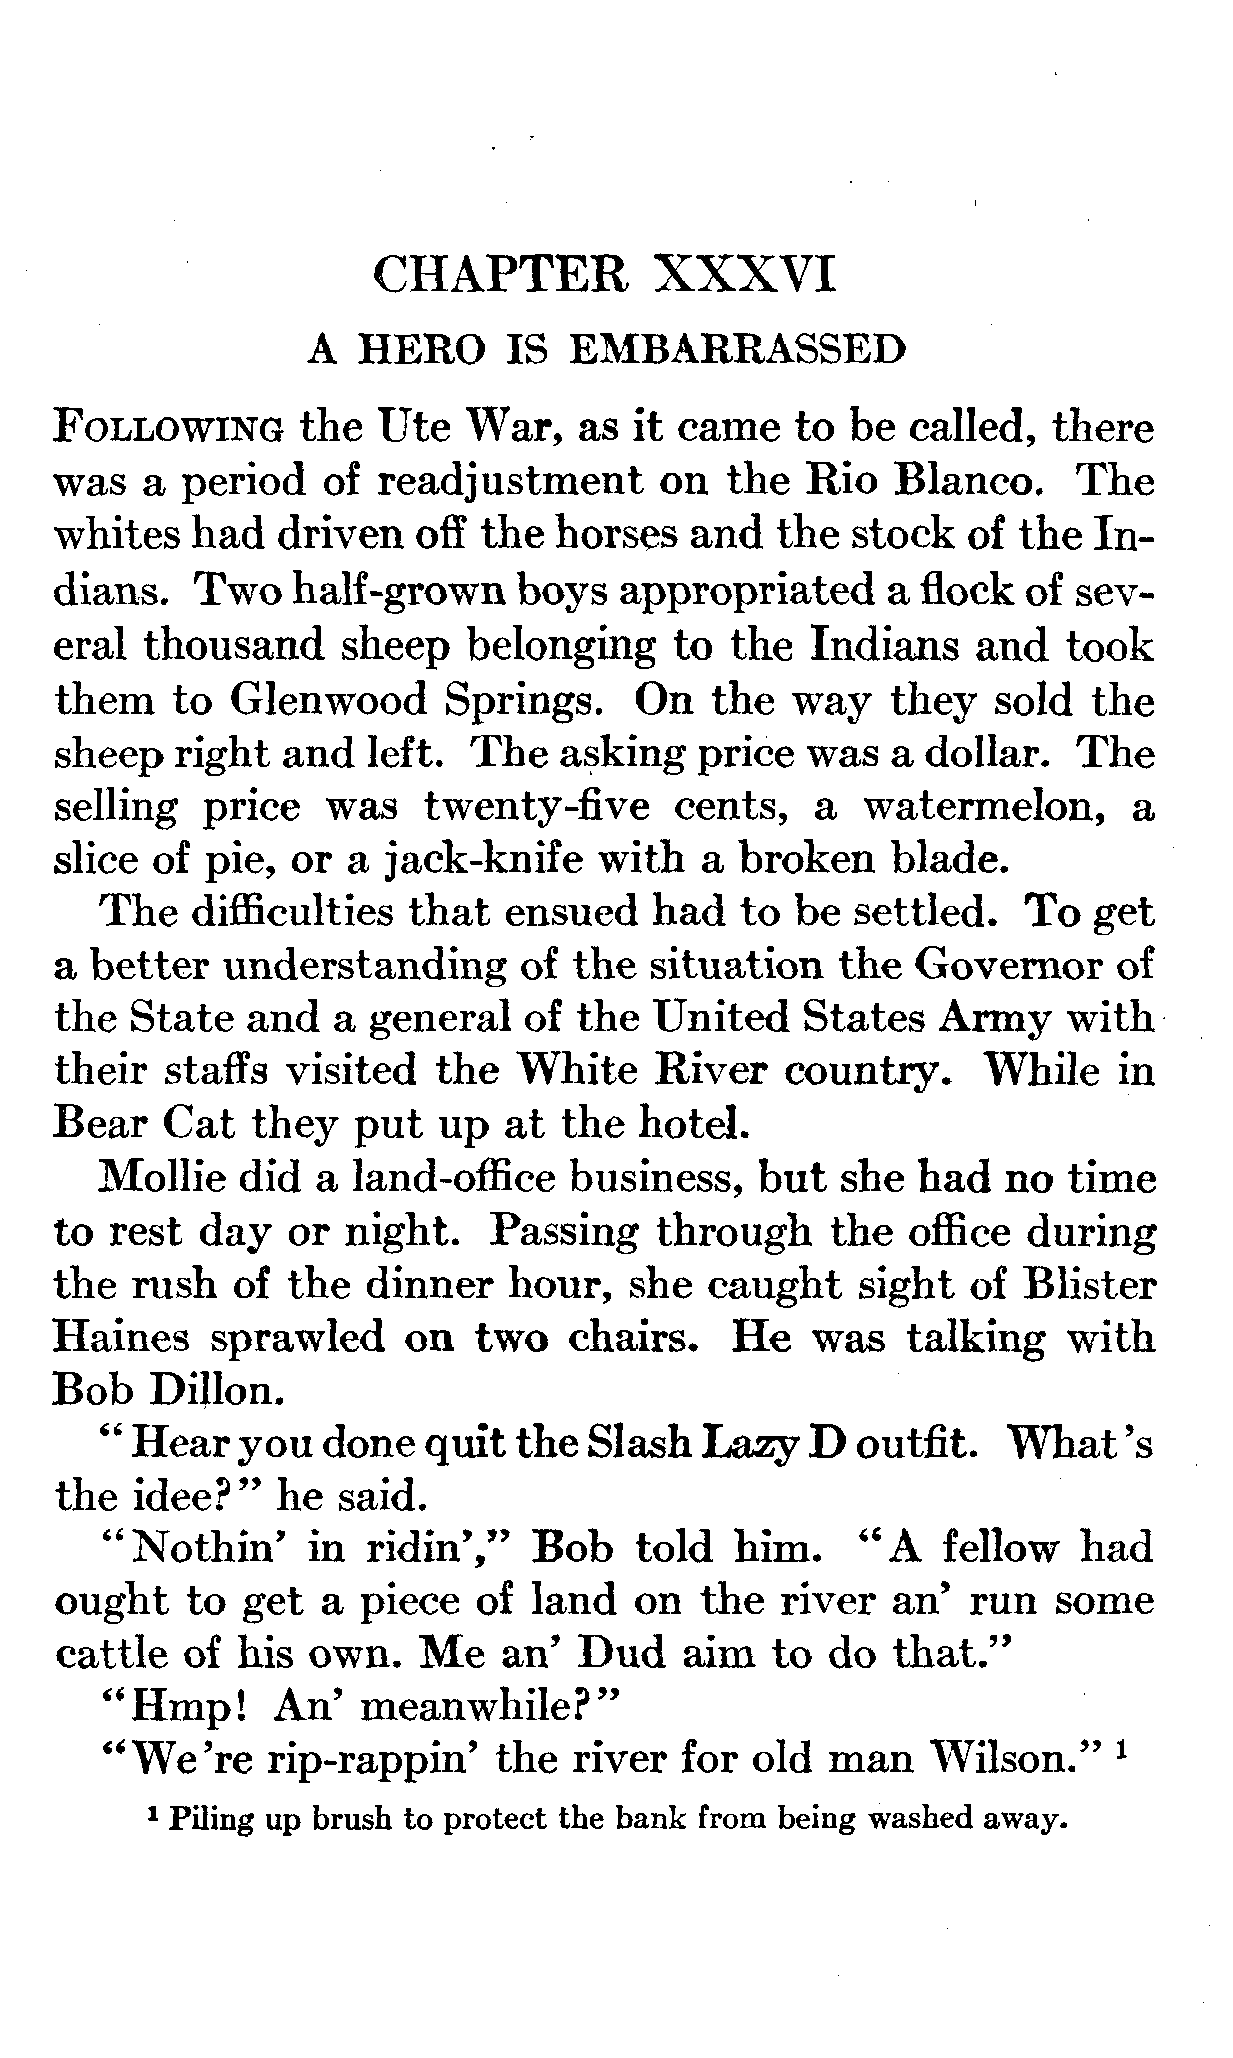 CHAPTER XXXVI
A HERO IS EMBARRASSED
FOLLOWING the Ute War, as it came to be called, there
was a period of readjustment on the Rio Blanco. The
whites had driven off the horses and the stock of the In-
dians. Two half-grown boys appropriated a flock of sev-
eral thousand sheep belonging to the Indians and took
them to Glenwood Springs. On the way they sold the
sheep right and left. The asking price was a dollar. The
selling price was twenty-five cents, a watermelon, a
slice of pie, or a jack-knife with a broken blade.
The difficulties that ensued had to be settled. To get
a better understanding of the situation the Governor of
the State and a general of the United States Army with
their staffs visited the White River country. While in
Bear Cat they put up at the hotel.
Mollie did a land-office business, but she had no time
to rest day or night. Passing through the office during
the rush of the dinner hour, she caught sight of Blister
Haines sprawled on two chairs. He was talking with
Bob Dillon.
“Hear you done quit the Slash Lazy D outfit. What's
the idee?” he said.
“Nothin' in ridin',” Bob told him. “A fellow had
ought to get a piece of land on the river an' run some
cattle of his own. Me an' Dud aim to do that.”
“Hmp! An' meanwhile?”
“We're rip-rappin' the river for old man Wilson.” ¹
¹ Piling up brush to protect the bank from being washed away.